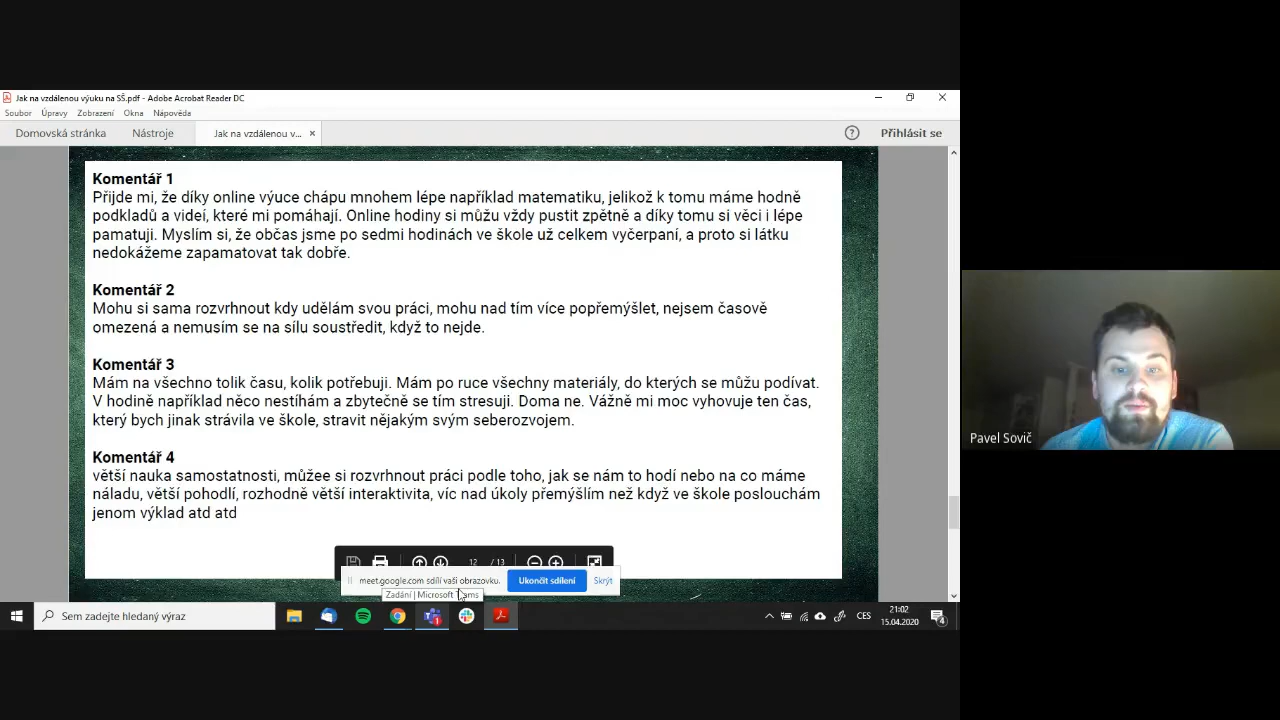 Jak na vzdálenou výuku na SŠ.pdf - Adobe Acrobat Reader DC
Soubor Úpravy Zobrazení Okna Nápověda
Domovská stránka Nástroje Jak na vzdálenou v... × ? Přihlásit se
Komentář 1
Přijde mi, že díky online výuce chápu mnohem lépe například matematiku, jelikož k tomu máme hodně
podkladů a videí, které mi pomáhají. Online hodiny si můžu vždy pustit zpětně a díky tomu si věci i lépe
pamatuji. Myslím si, že občas jsme po sedmi hodinách ve škole už celkem vyčerpaní, a proto si látku
nedokážeme zapamatovat tak dobře.
Komentář 2
Mohu si sama rozvrhnout kdy udělám svou práci, mohu nad tím více popřemýšlet, nejsem časově
omezená a nemusím se na sílu soustředit, když to nejde.
Komentář 3
Mám na všechno tolik času, kolik potřebuji. Mám po ruce všechny materiály, do kterých se můžu podívat.
V hodině například něco nestíhám a zbytečně se tím stresuji. Doma ne. Vážně mi moc vyhovuje ten čas,
který bych jinak strávila ve škole, stravit nějakým svým seberozvojem.
Komentář 4
větší nauka samostatnosti, můžee si rozvrhnout práci podle toho, jak se nám to hodí nebo na co máme
náladu, větší pohodlí, rozhodně větší interaktivita, víc nad úkoly přemýšlím než když ve škole poslouchám
jenom výklad atd atd
12 / 13
meet.google.com sdílí vaši obrazovku. Ukončit sdílení Skrýt
Zadání | Microsoft Teams
Sem zadejte hledaný výraz
CES
21:02
15.04.2020
4
1
Pavel Sovič